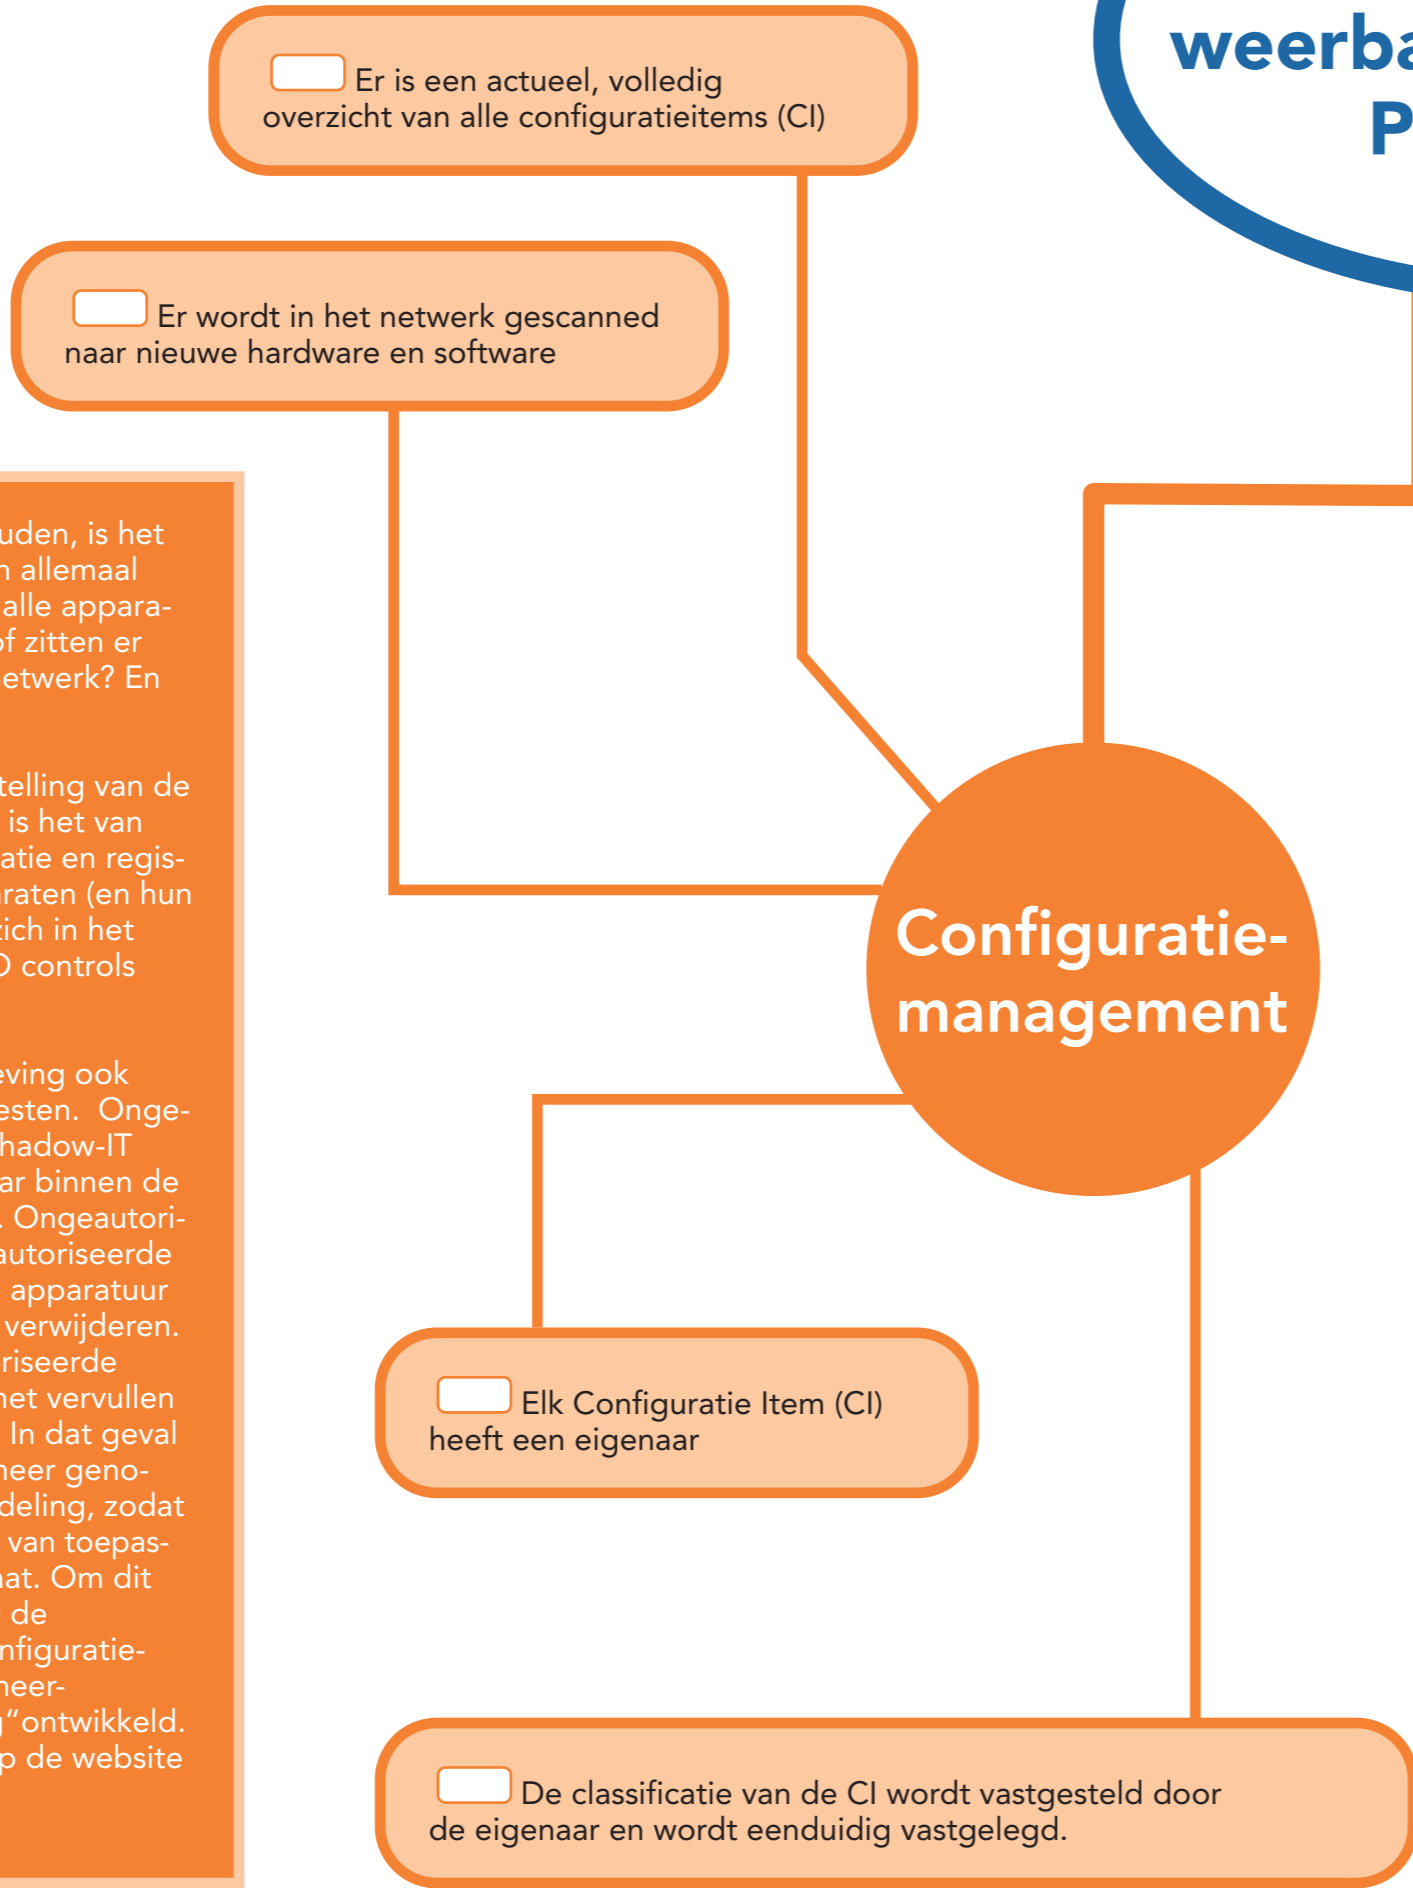 weerba
P
Er is een actueel, volledig
overzicht van alle configuratieitems (CI)
Er wordt in het netwerk gescanned
naar nieuwe hardware en software
uden, is het
n allemaal
alle appara-
of zitten er
netwerk? En
telling van de
is het van
atie en regis-
araten (en hun
zich in het
O controls
eving ook
esten. Onge-
hadow-IT
ar binnen de
. Ongeautori-
autoriseerde
apparatuur
verwijderen.
riseerde
het vervullen
In dat geval
heer geno-
deling, zodat
van toepas-
aat. Om dit
de
nfiguratie-
heer-
g“ontwikkeld.
p de website
Configuratie-
management
Elk Configuratie Item (CI)
heeft een eigenaar
De classificatie van de CI wordt vastgesteld door
de eigenaar en wordt eenduidig vastgelegd.